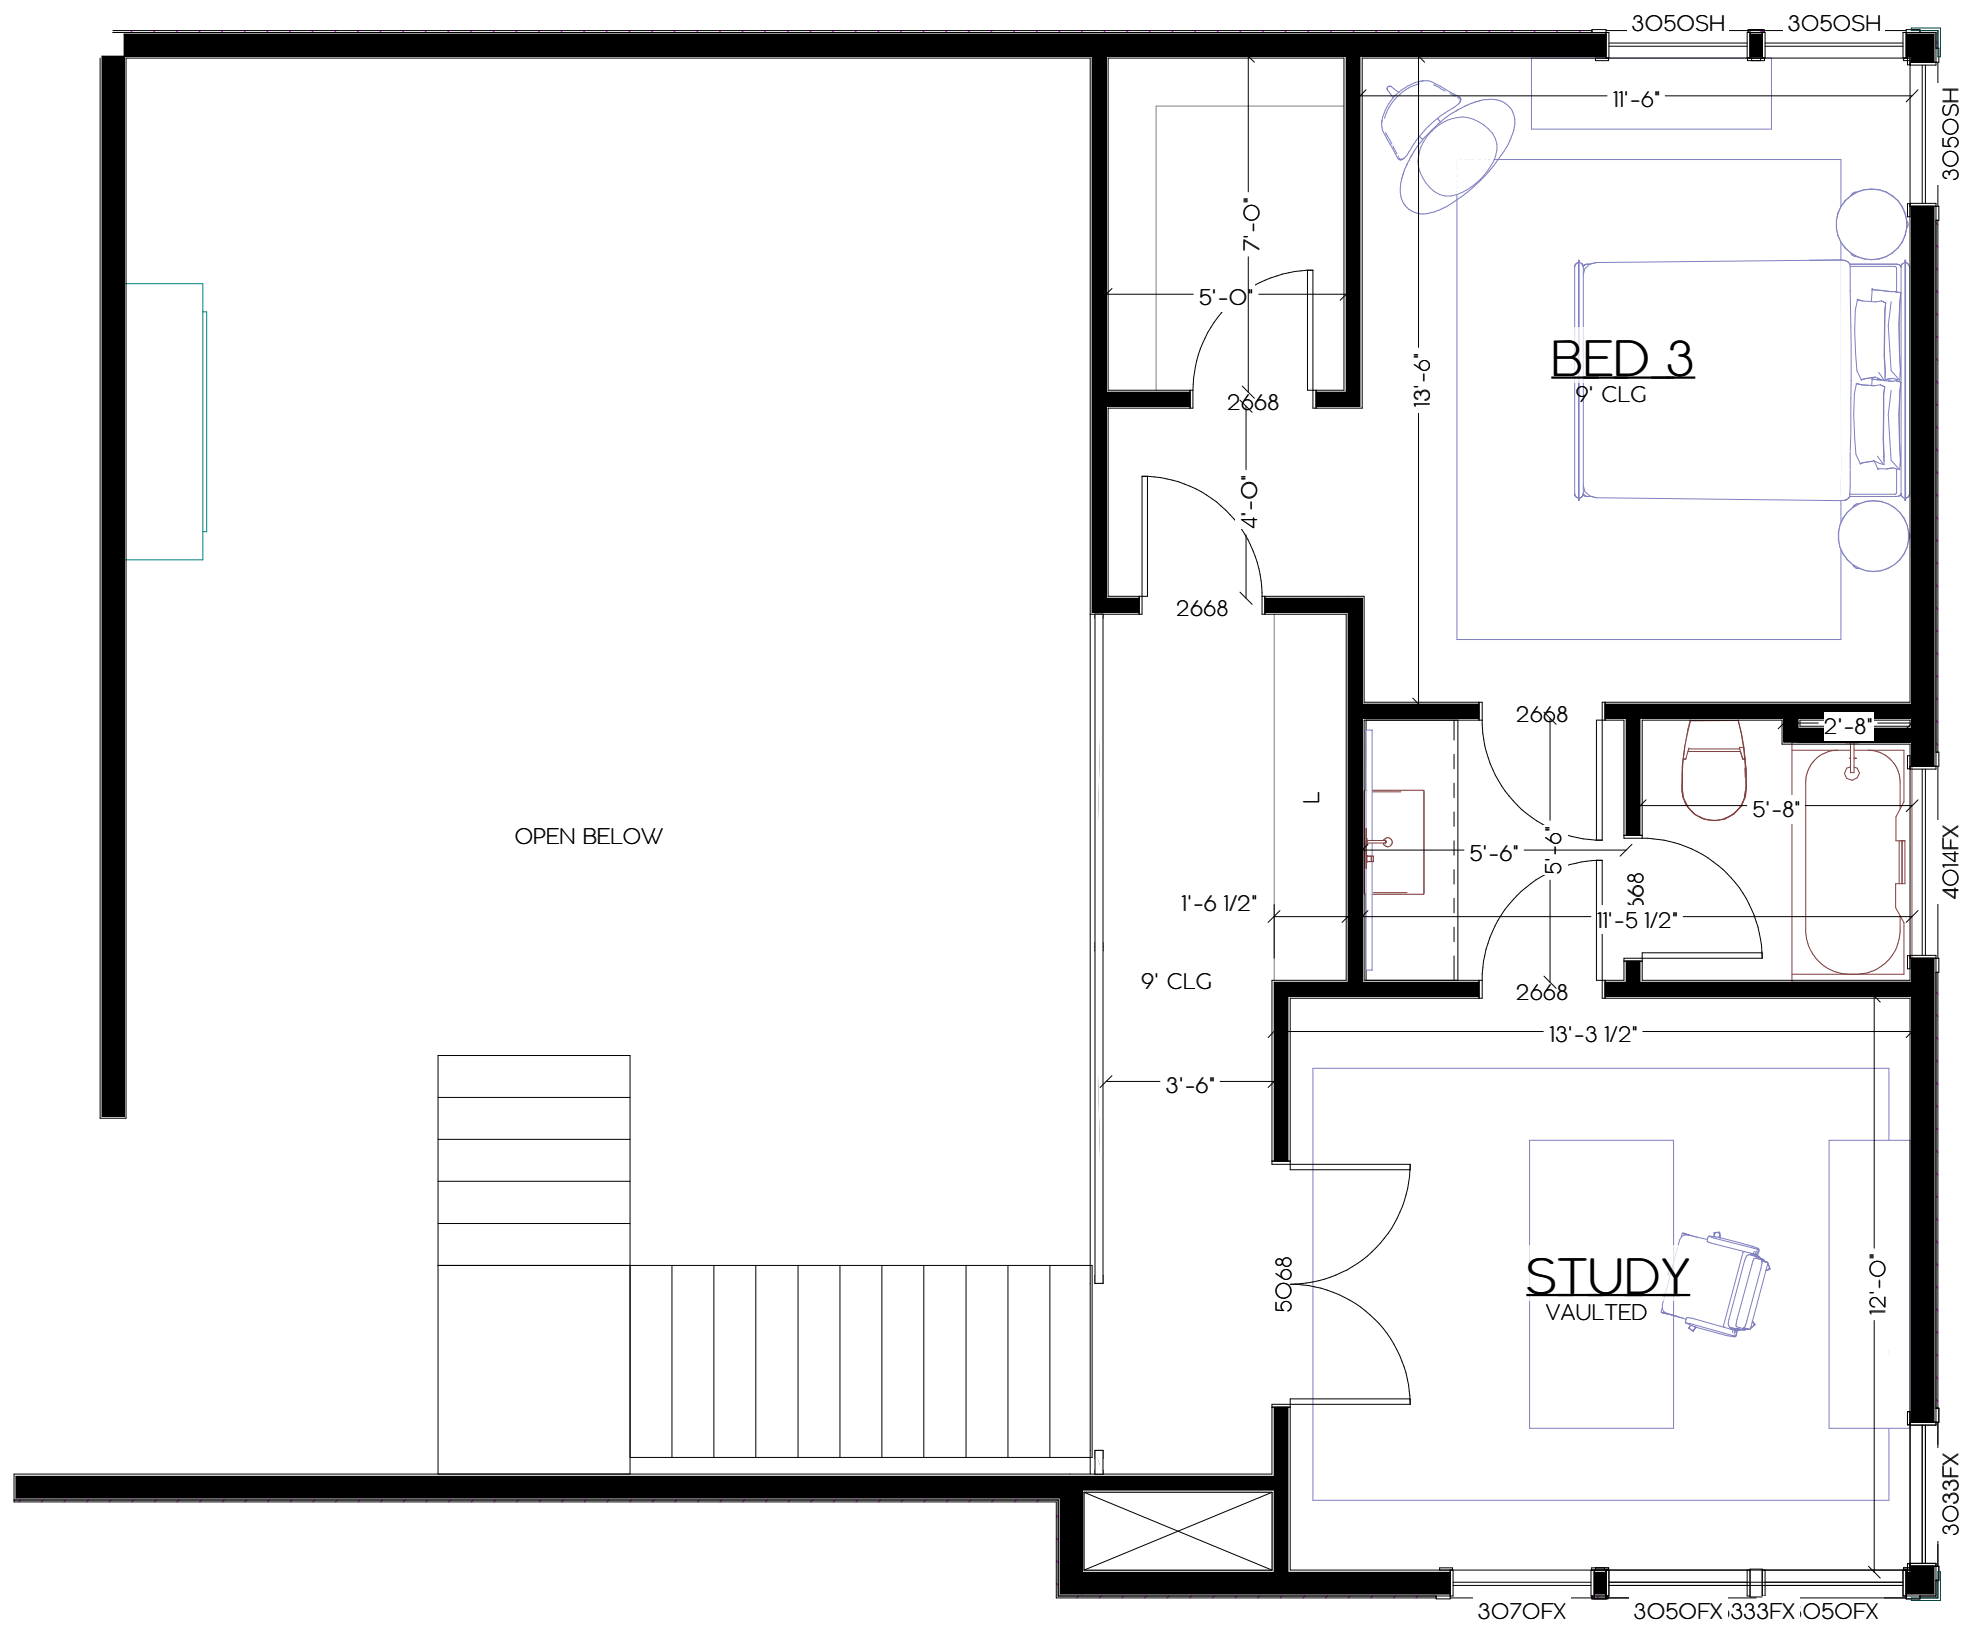 3050SH 3050SH
11'-6"
3050SH
7'-0"
5'-0"
13'-6"
BED 3
9' CLG
2668
4'-0"
2668
2668
2'-8"
L
5'-8"
OPEN BELOW
5'-6"
5'-6"
4014FX
1'-6 1/2"
11'-5 1/2"
9' CLG
2668
13'-3 1/2"
3'-6"
5068
STUDY
VAULTED
12'-0"
3033FX
3070FX 3050FX 333FX 050FX